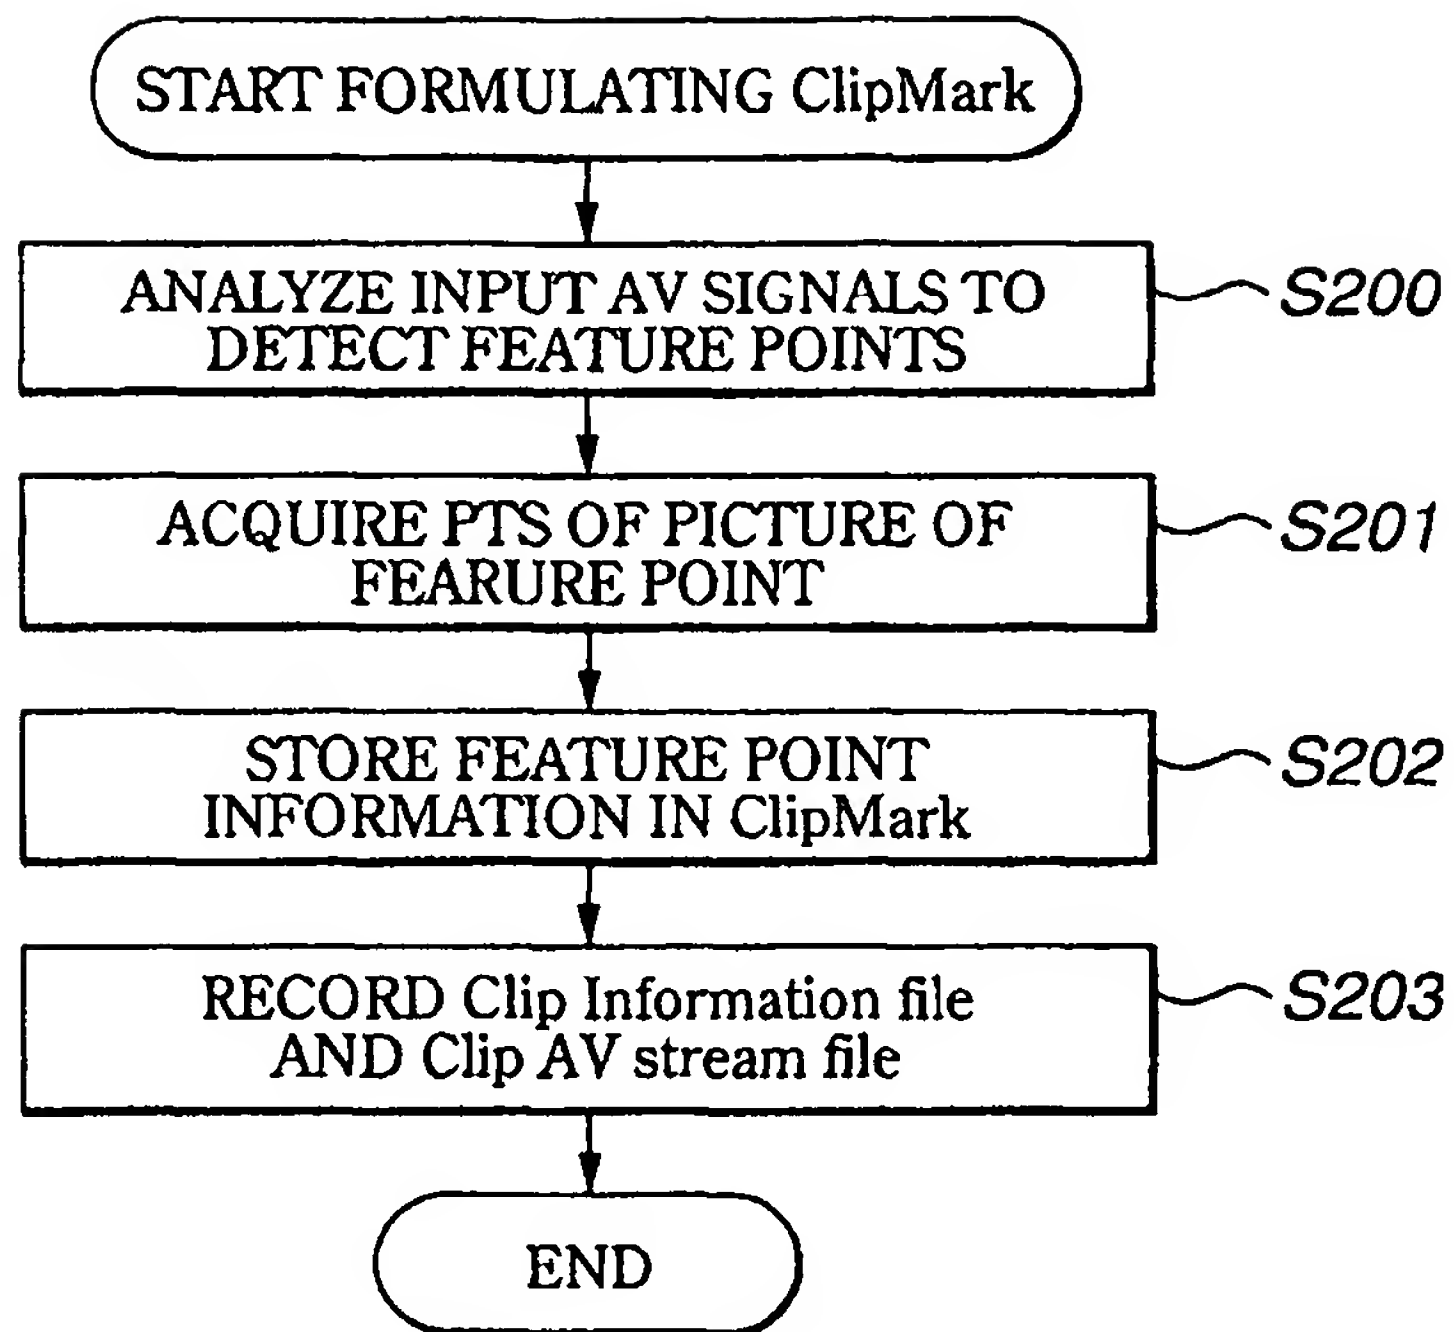 START FORMULATING ClipMark
ANALYZE INPUT AV SIGNALS TO
DETECT FEATURE POINTS
S200
ACQUIRE PTS OF PICTURE OF
FEARURE POINT
S201
STORE FEATURE POINT
INFORMATION IN ClipMark
S202
RECORD Clip Information file
AND Clip AV stream file
S203
END